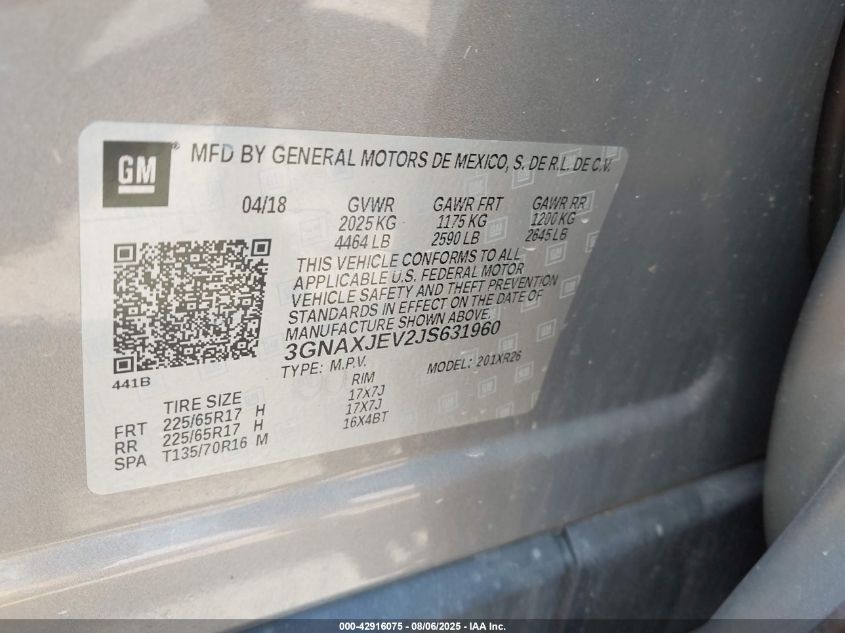 GM ® MFD BY GENERAL MOTORS DE MEXICO, S. DE R.L. DE C.V.
04/18 GVWR GAWR FRT GAWR RR
2025 KG 1175 KG 1200 KG
4464 LB 2590 LB 2645 LB
THIS VEHICLE CONFORMS TO ALL
APPLICABLE U.S. FEDERAL MOTOR
VEHICLE SAFETY AND THEFT PREVENTION
STANDARDS IN EFFECT ON THE DATE OF
MANUFACTURE SHOWN ABOVE.
3GNAXJEV2JS631960
TYPE: M.P.V. MODEL: 201XR26
441B
TIRE SIZE RIM
FRT 225/65R17 H 17X7J
RR 225/65R17 H 17X7J
SPA T135/70R16 M 16X4BT
000-42916075 - 08/06/2025 - IAA Inc.